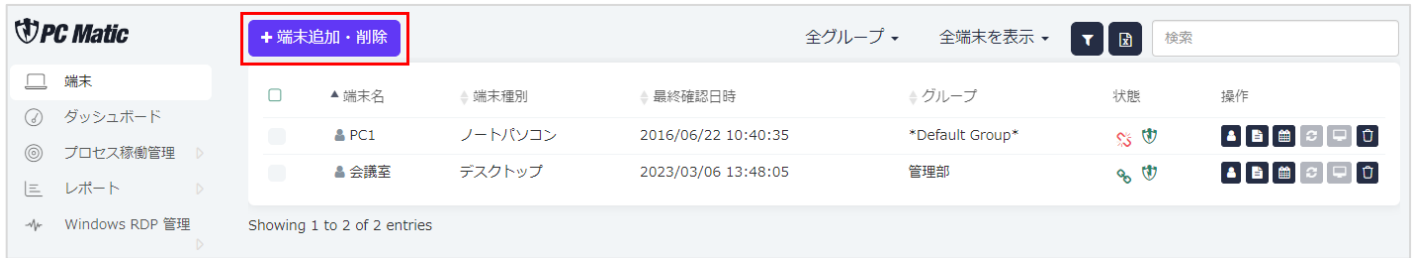 PC Matic
+ 端末追加・削除
全グループ
全端末を表示
検索
端末
ダッシュボード
プロセス稼働管理
レポート
Windows RDP 管理
端末名 端末種別 最終確認日時 グループ 状態 操作
PC1 ノートパソコン 2016/06/22 10:40:35 *Default Group*
会議室 デスクトップ 2023/03/06 13:48:05 管理部
Showing 1 to 2 of 2 entries